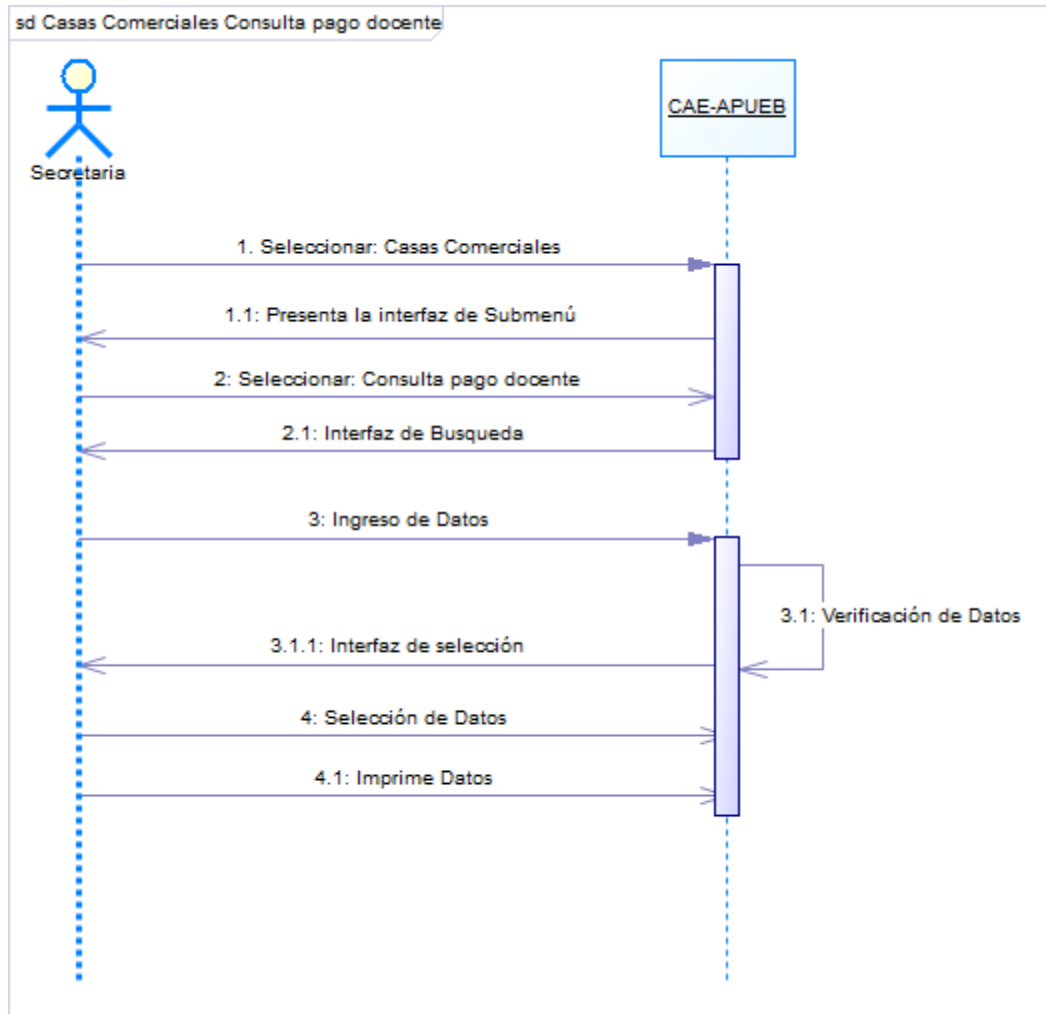 sd Casas Comerciales Consulta pago docente
CAE-APUEB
Secretaria
1. Seleccionar: Casas Comerciales
1.1: Presenta la interfaz de Submenú
2: Seleccionar: Consulta pago docente
2.1: Interfaz de Busqueda
3: Ingreso de Datos
3.1: Verificación de Datos
3.1.1: Interfaz de selección
4: Selección de Datos
4.1: Imprime Datos